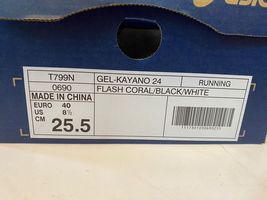 T799N GEL-KAYANO 24 RUNNING
0690 FLASH CORAL/BLACK/WHITE
MADE IN CHINA
EURO 40
US 8½
CM 25.5